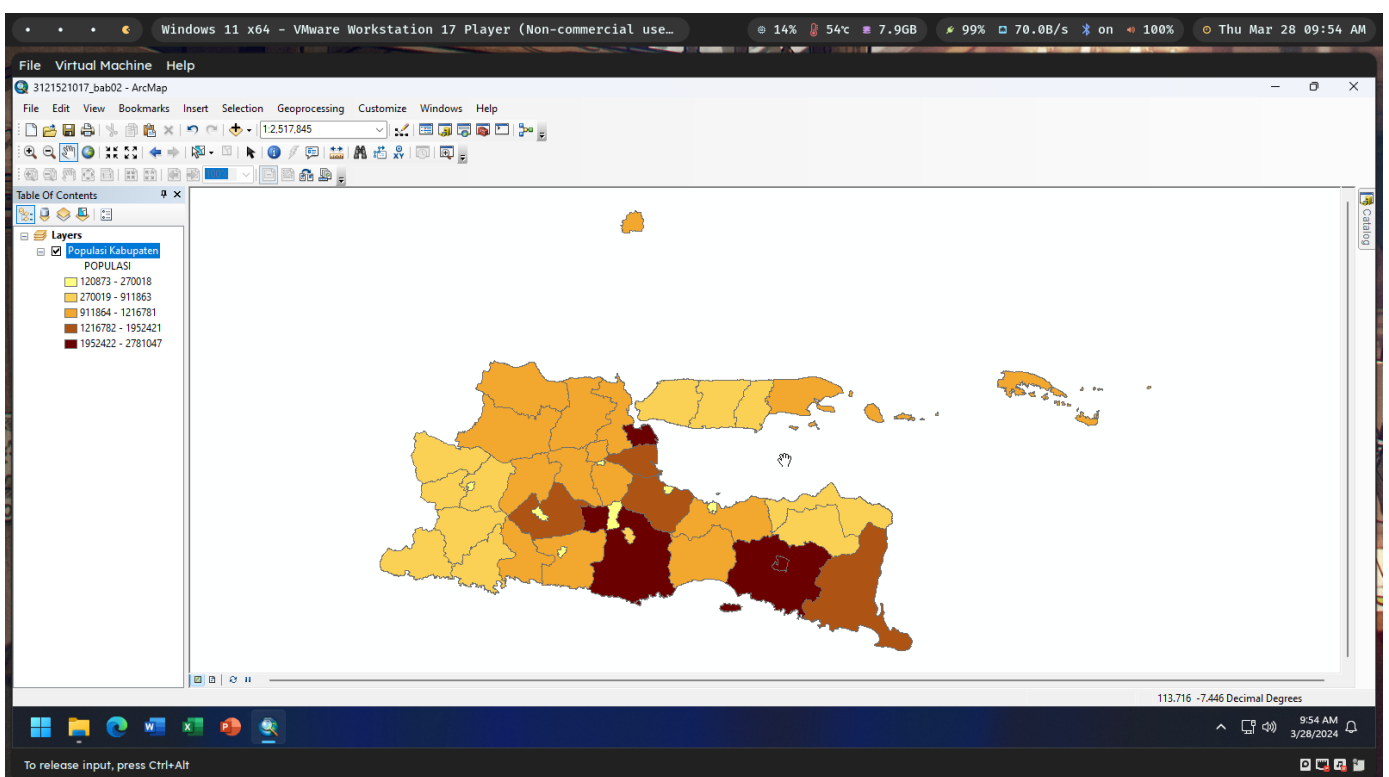 Windows 11 x64 – VMware Workstation 17 Player (Non-commercial use…
14% 54℃ 7.9GB
99% 70.0B/s on 100%
Thu Mar 28 09:54 AM
File Virtual Machine Help
3121521017_bab02 - ArcMap
File Edit View Bookmarks Insert Selection Geoprocessing Customize Windows Help
1:2,517,845
XY
100%
Table Of Contents
Catalog
Layers
Populasi Kabupaten
POPULASI
120873 - 270018
270019 - 911863
911864 - 1216781
1216782 - 1952421
1952422 - 2781047
113.716 -7.446 Decimal Degrees
9:54 AM
3/28/2024
To release input, press Ctrl+Alt